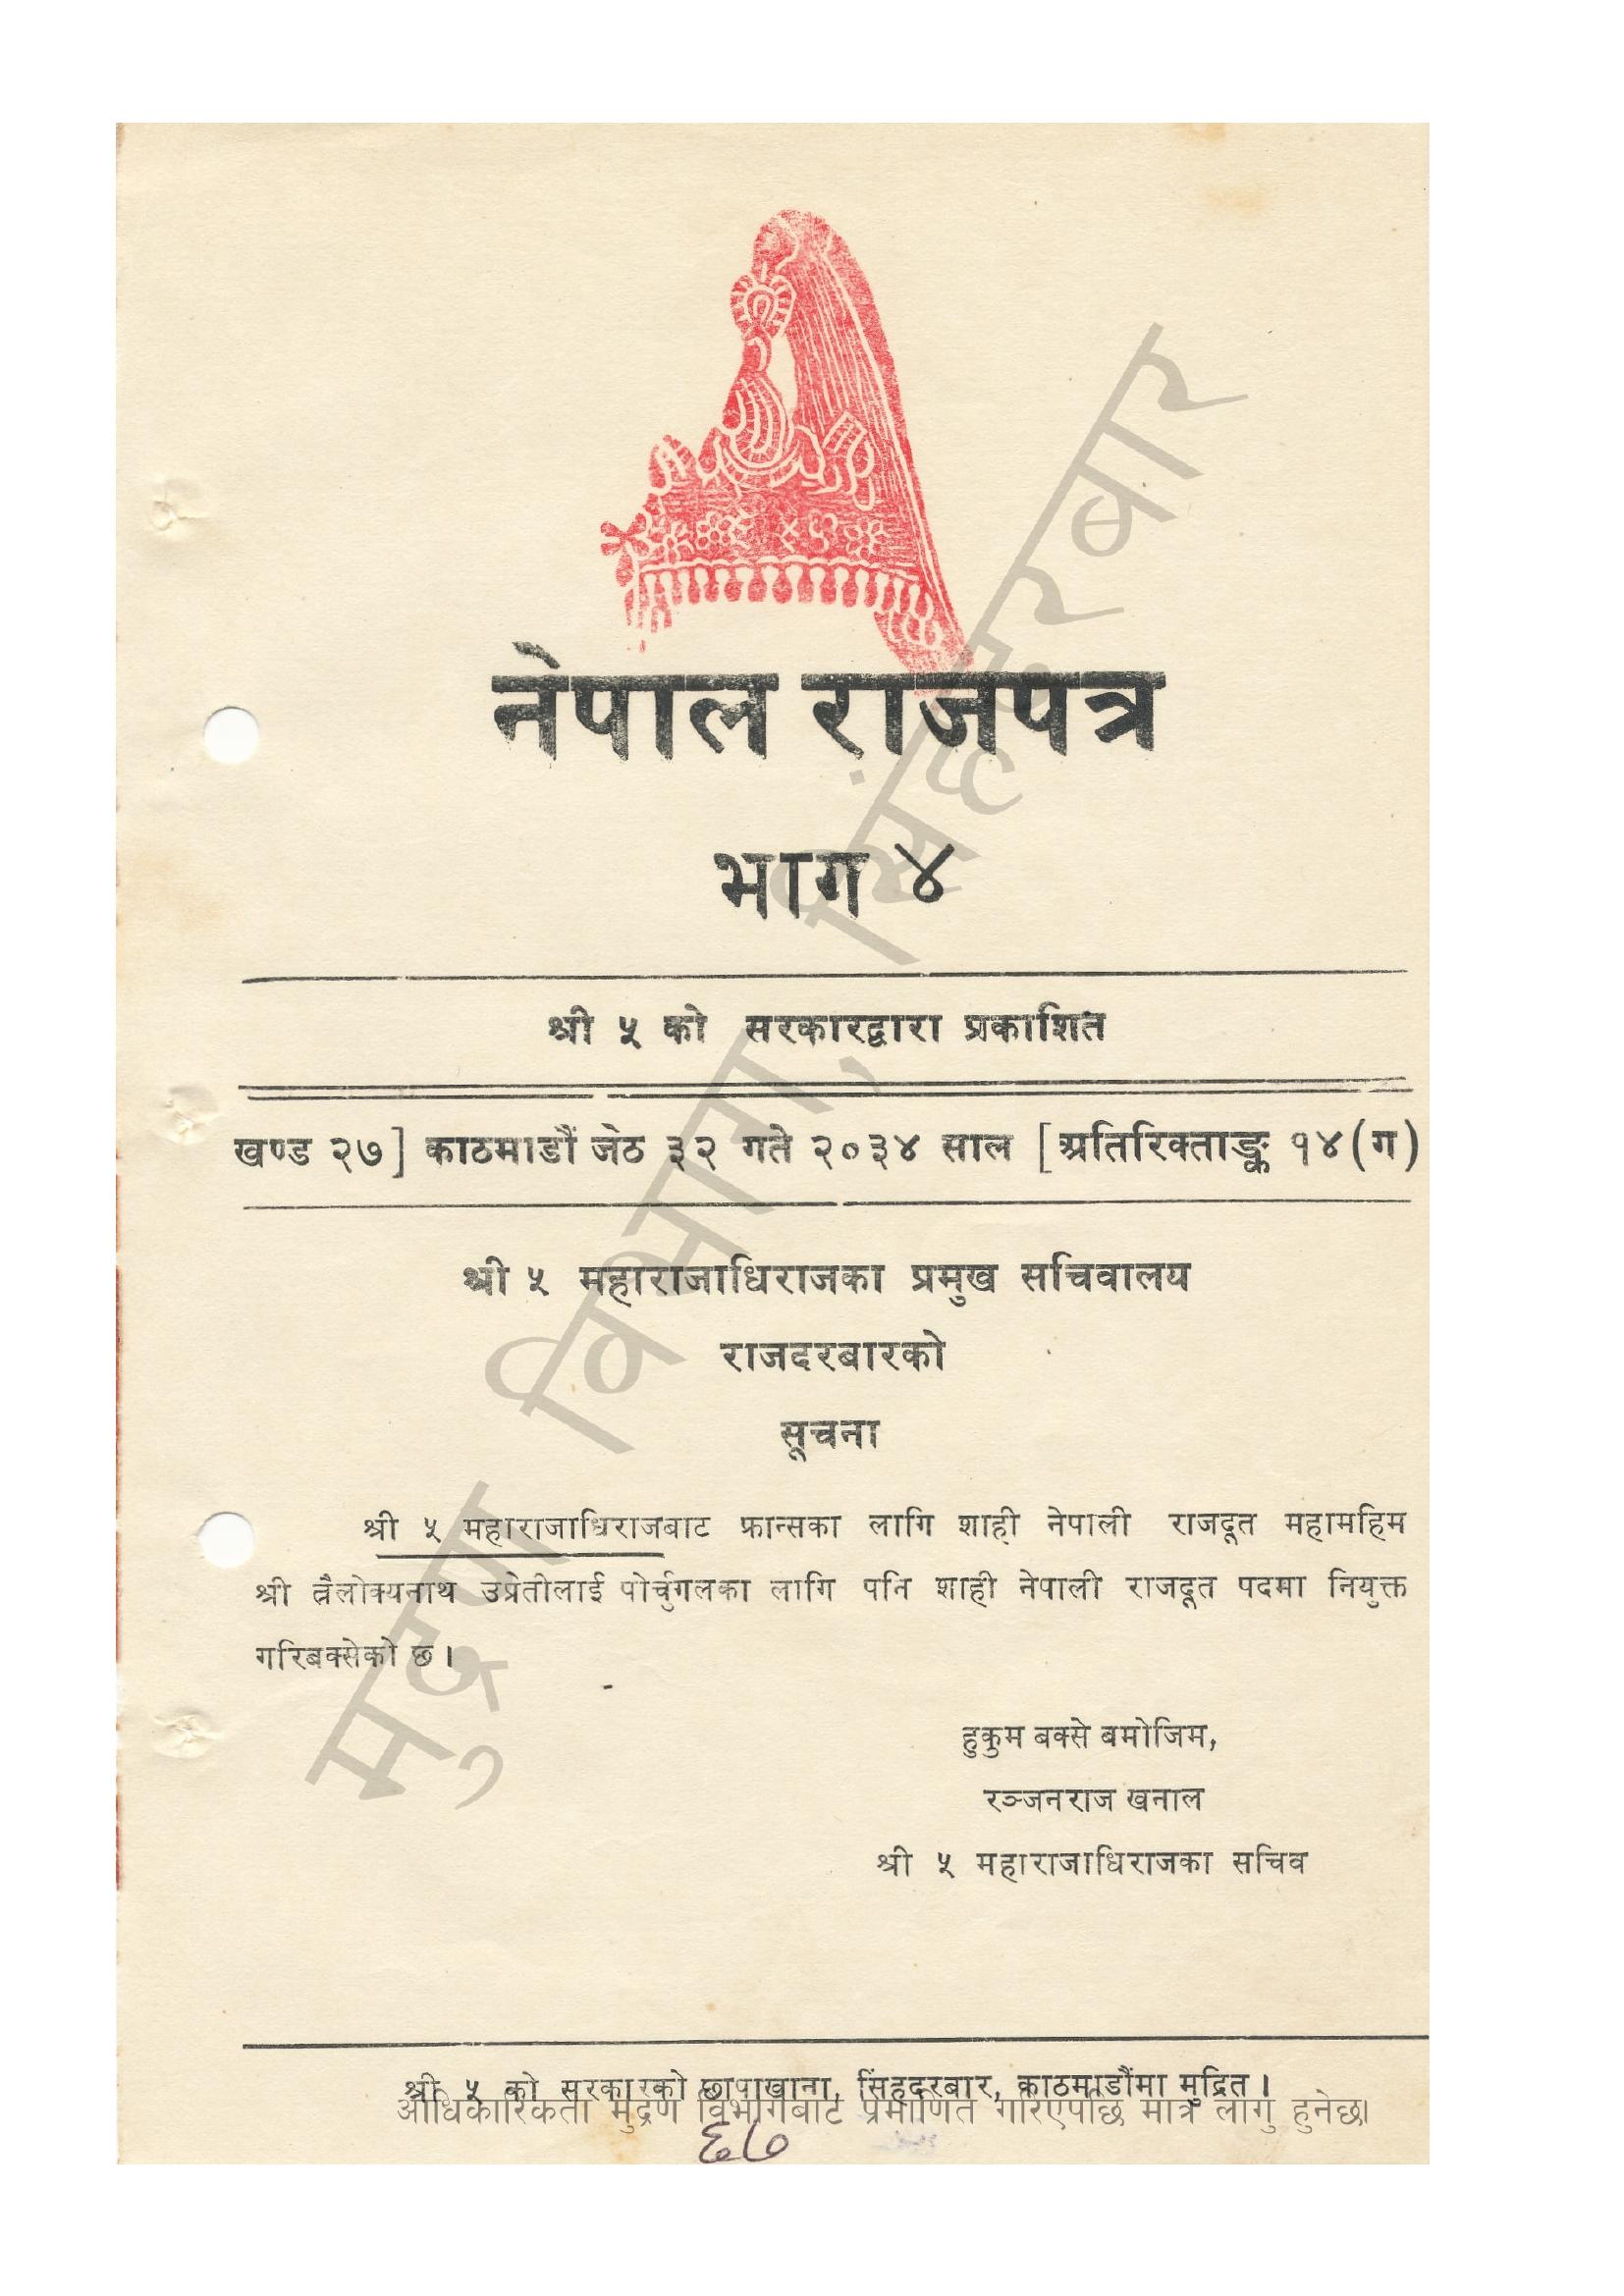 नेपाल राजपत्र
भाग ४
श्री ५ को सरकारद्वारा प्रकाशित
खण्ड २७] काठमाडौं जेठ ३२ गते २०३४ साल [अतिरिक्ताङ्क १४(ग)
श्री ५ महाराजाधिराजका प्रमुख सचिवालय
राजदरबारको
सूचना
श्री ५ महाराजाधिराजबाट फ्रान्सका लागि शाही नेपाली राजदूत महामहिम
श्री त्रैलोक्यनाथ उप्रेतीलाई पोर्चुगलका लागि पनि शाही नेपाली राजदूत पदमा नियुक्त
गरिबक्सेको छ।
हुकुम बक्से बमोजिम,
रञ्जनराज खनाल
श्री ५ महाराजाधिराजका सचिव
श्री ५ को सरकारको छापाखाना, सिंहदरबार, काठमाडौंमा मुद्रित।
आधिकारिकता मुद्रण विभागबाट प्रमाणित गरिएपछि मात्र लागु हुनेछ।
६७
मुद्रण विभाग, सिंहदरबार